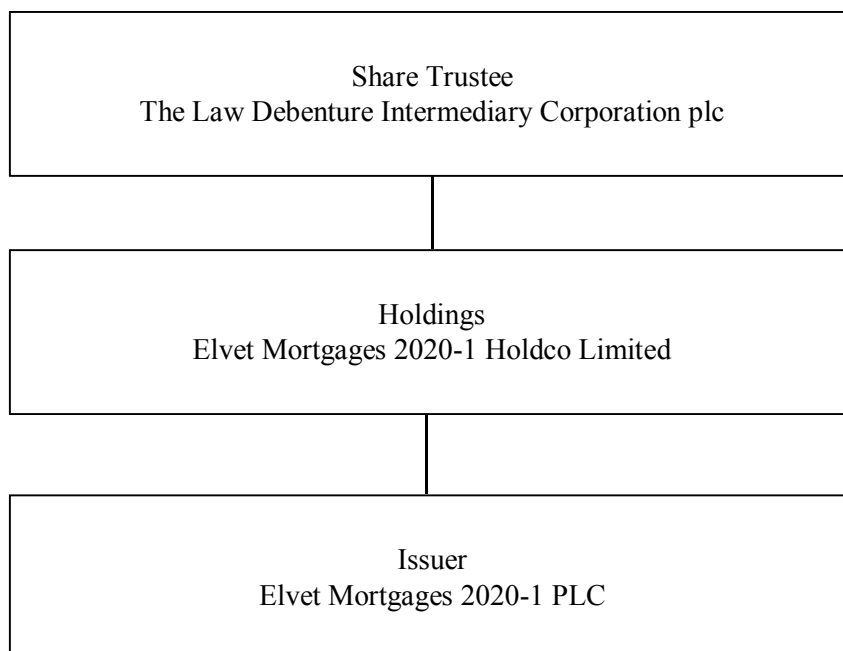 Share Trustee
The Law Debenture Intermediary Corporation plc
Holdings
Elvet Mortgages 2020-1 Holdco Limited
Issuer
Elvet Mortgages 2020-1 PLC